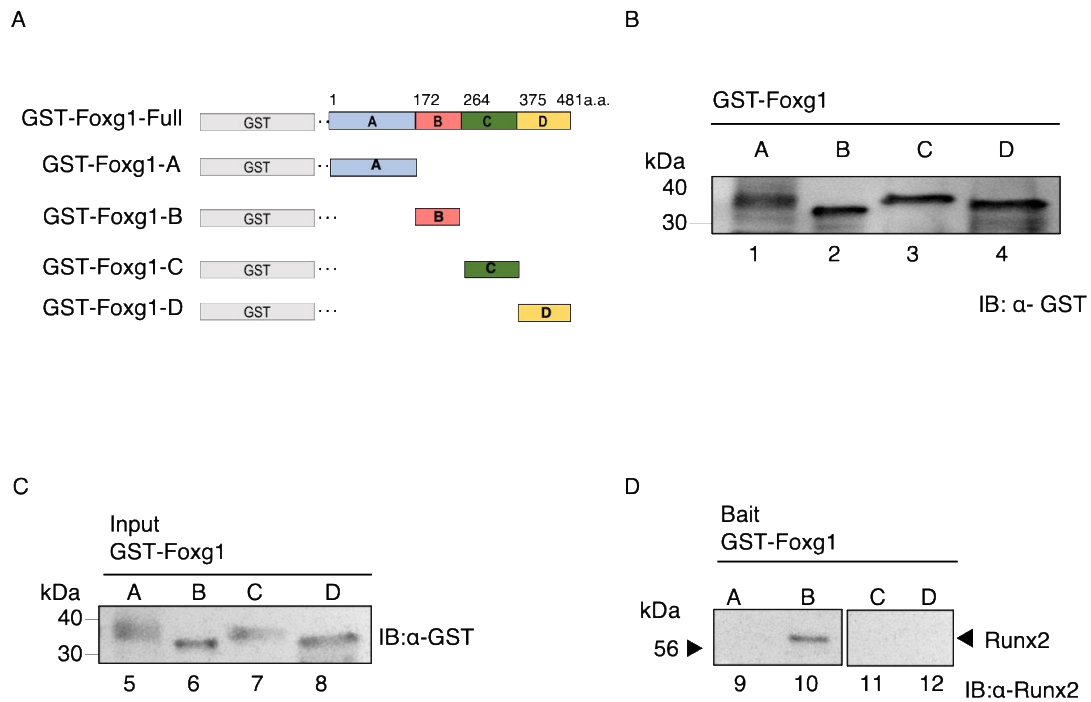 A
1 172 264 375 481a.a.
GST-Foxg1-Full GST ·· A B C D
GST-Foxg1-A GST ·· A
GST-Foxg1-B GST ··· B
GST-Foxg1-C GST ··· C
GST-Foxg1-D GST ··· D
B
GST-Foxg1
A B C D
kDa
40
30
1 2 3 4
IB: α- GST
C
Input
GST-Foxg1
kDa A B C D
40
30
IB:α-GST
5 6 7 8
D
Bait
GST-Foxg1
A B C D
kDa
56
Runx2
9 10 11 12
IB:α-Runx2